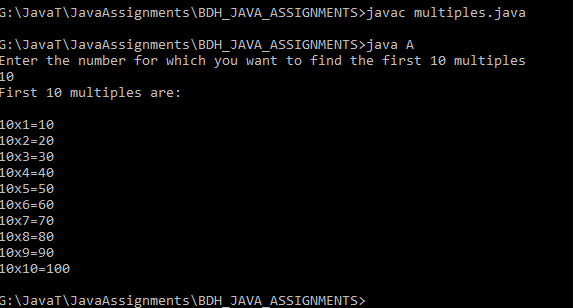 G:\JavaT\JavaAssignments\BDH_JAVA_ASSIGNMENTS>javac multiples.java
G:\JavaT\JavaAssignments\BDH_JAVA_ASSIGNMENTS>java A
Enter the number for which you want to find the first 10 multiples
10
First 10 multiples are:
10x1=10
10x2=20
10x3=30
10x4=40
10x5=50
10x6=60
10x7=70
10x8=80
10x9=90
10x10=100
G:\JavaT\JavaAssignments\BDH_JAVA_ASSIGNMENTS>